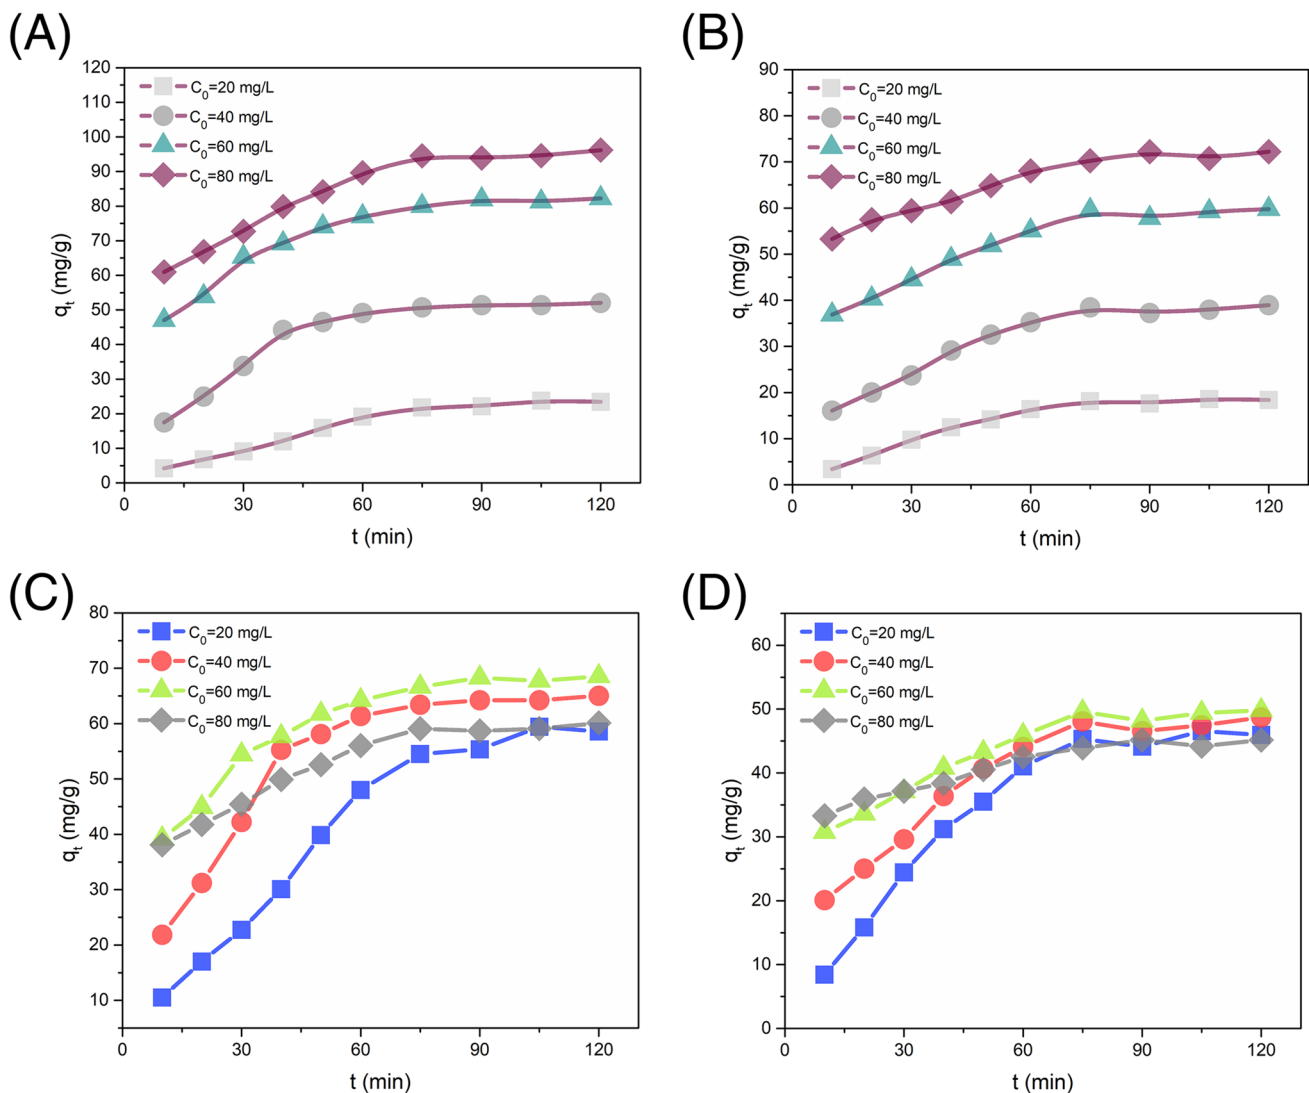 (A)
120
110
100
90
80
70
60
50
40
30
20
10
0
qₜ (mg/g)
C₀=20 mg/L
C₀=40 mg/L
C₀=60 mg/L
C₀=80 mg/L
0 30 60 90 120
t (min)
(B)
90
80
70
60
50
40
30
20
10
0
qₜ (mg/g)
C₀=20 mg/L
C₀=40 mg/L
C₀=60 mg/L
C₀=80 mg/L
0 30 60 90 120
t (min)
(C)
80
70
60
50
40
30
20
10
qₜ (mg/g)
C₀=20 mg/L
C₀=40 mg/L
C₀=60 mg/L
C₀=80 mg/L
0 30 60 90 120
t (min)
(D)
60
50
40
30
20
10
0
qₜ (mg/g)
C₀=20 mg/L
C₀=40 mg/L
C₀=60 mg/L
C₀=80 mg/L
0 30 60 90 120
t (min)